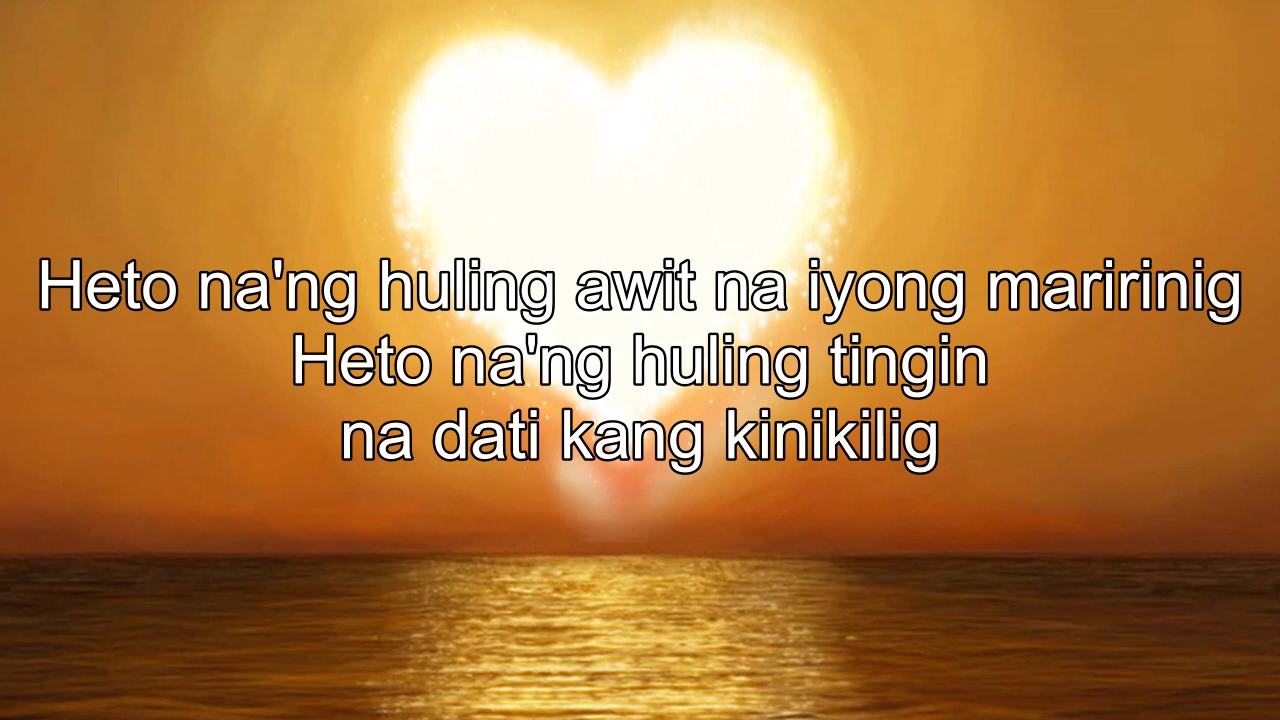 Heto na'ng huling awit na iyong maririnig
Heto na'ng huling tingin
na dati kang kinikilig